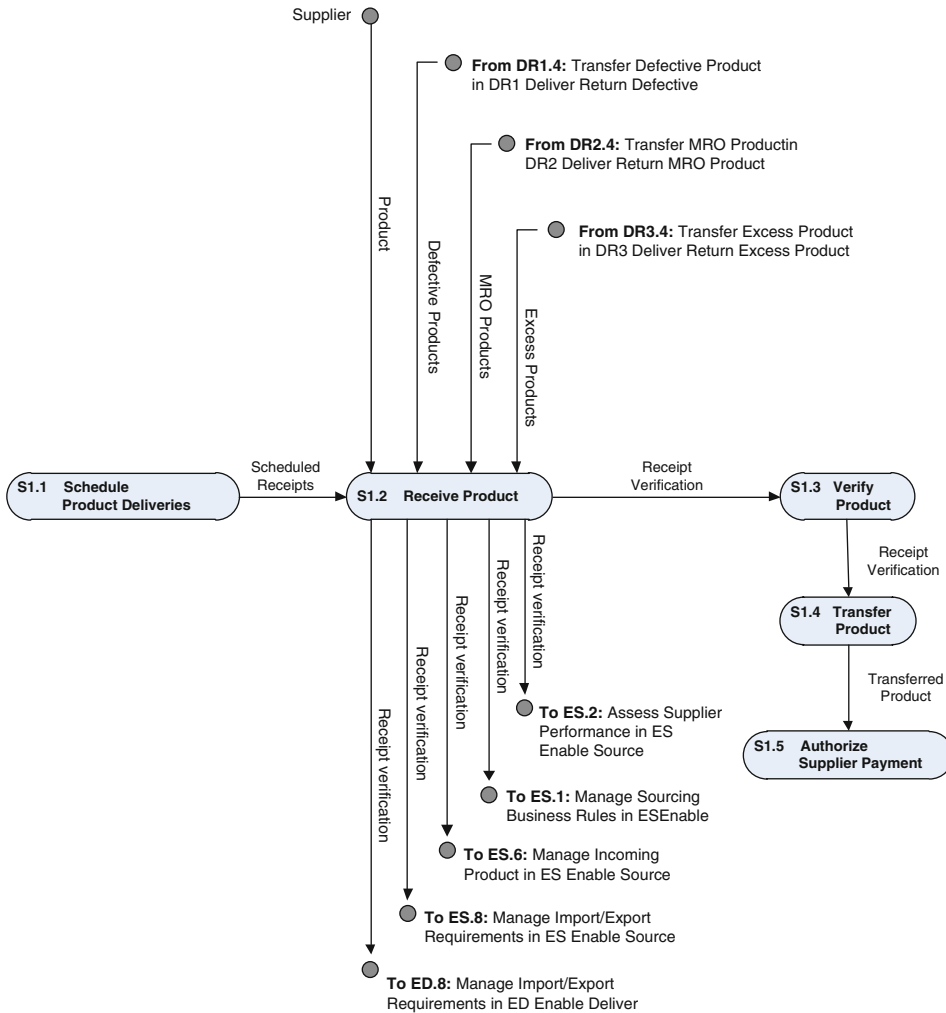 Supplier
From DR1.4: Transfer Defective Product
in DR1 Deliver Return Defective
From DR2.4: Transfer MRO Productin
DR2 Deliver Return MRO Product
From DR3.4: Transfer Excess Product
in DR3 Deliver Return Excess Product
Product
Defective Products
MRO Products
Excess Products
S1.1 Schedule
Product Deliveries
Scheduled
Receipts
S1.2 Receive Product
Receipt
Verification
S1.3 Verify
Product
Receipt
Verification
S1.4 Transfer
Product
Transferred
Product
S1.5 Authorize
Supplier Payment
Receipt verification
Receipt verification
Receipt verification
Receipt verification
Receipt verification
To ES.2: Assess Supplier
Performance in ES
Enable Source
To ES.1: Manage Sourcing
Business Rules in ESEnable
To ES.6: Manage Incoming
Product in ES Enable Source
To ES.8: Manage Import/Export
Requirements in ES Enable Source
To ED.8: Manage Import/Export
Requirements in ED Enable Deliver